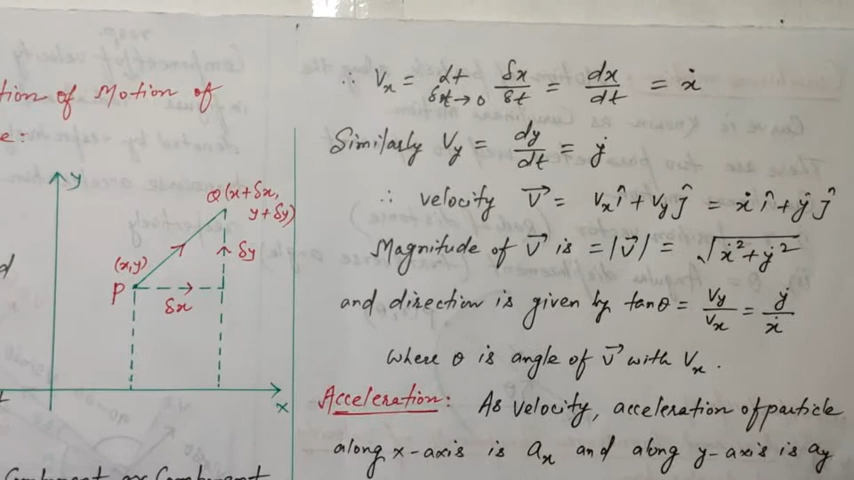 tion of Motion of
e:
y
Q(x+δx,
y+δy)
(x,y)
δy
P
δx
x
∴ Vx = Lt δt→0 δx/δt = dx/dt = ẋ
Similarly Vy = dy/dt = ẏ
∴ velocity V⃗ = Vx î + Vy ĵ = ẋ î + ẏ ĵ
Magnitude of V⃗ is = |V⃗| = √ẋ²+ẏ²
and direction is given by tanθ = Vy/Vx = ẏ/ẋ
where θ is angle of V⃗ with Vx.
Acceleration: As velocity, acceleration of particle
along x-axis is ax and along y-axis is ay